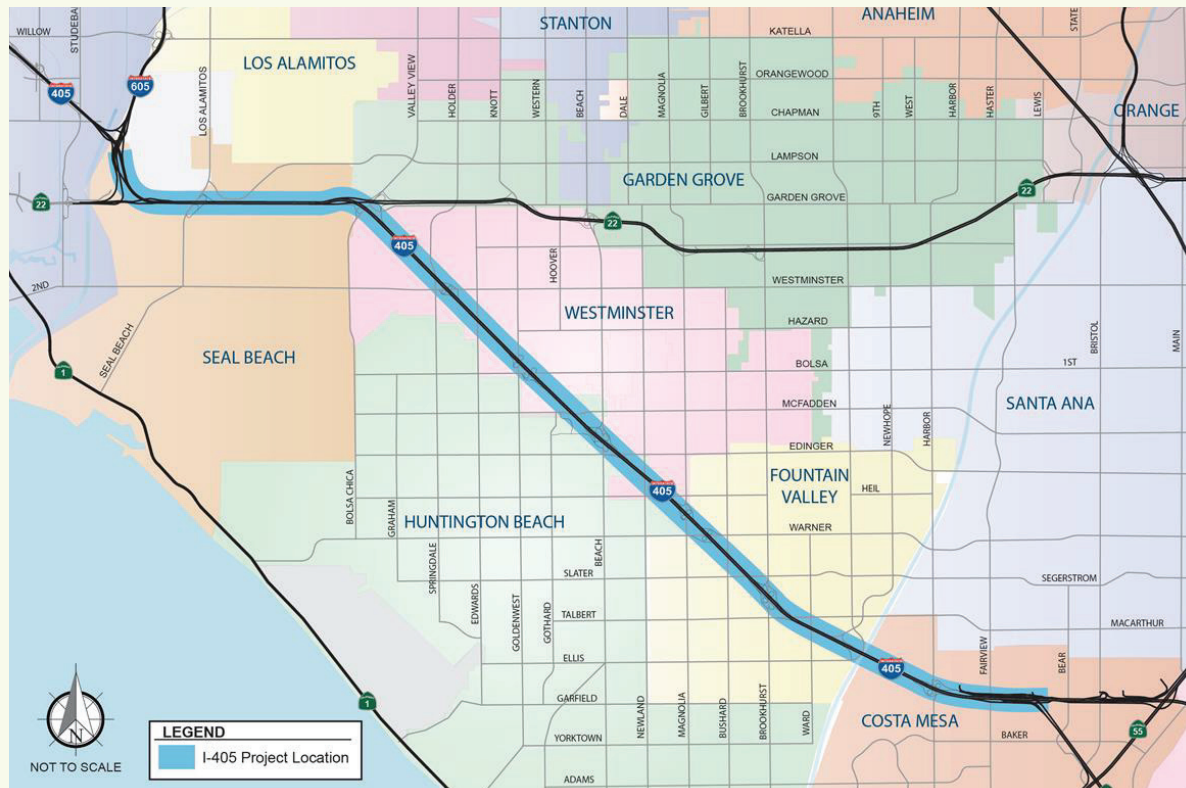 WILLOW
STUDEBAKER
405
605
LOS ALAMITOS
LOS ALAMITOS
STANTON
ANAHEIM
KATELLA
STATE
ORANGEWOOD
VALLEY VIEW
HOLDER
KNOTT
WESTERN
BEACH
DALE
MAGNOLIA
GILBERT
BROOKHURST
CHAPMAN
9TH
WEST
HARBOR
HASTER
LEWIS
ORANGE
LAMPSON
GARDEN GROVE
GARDEN GROVE
22
22
22
405
HOOVER
WESTMINSTER
2ND
WESTMINSTER
HAZARD
SEAL BEACH
SEAL BEACH
1
BOLSA
BRISTOL
MAIN
1ST
MCFADDEN
SANTA ANA
NEWHOPE
HARBOR
EDINGER
FOUNTAIN
VALLEY
HEIL
405
BOLSA CHICA
GRAHAM
HUNTINGTON BEACH
WARNER
SPRINGDALE
EDWARDS
GOLDENWEST
GOTHARD
BEACH
SLATER
SEGERSTROM
TALBERT
MACARTHUR
ELLIS
405
FAIRVIEW
BEAR
GARFIELD
NEWLAND
MAGNOLIA
BUSHARD
BROOKHURST
WARD
COSTA MESA
1
YORKTOWN
BAKER
55
ADAMS
N
NOT TO SCALE
LEGEND
I-405 Project Location